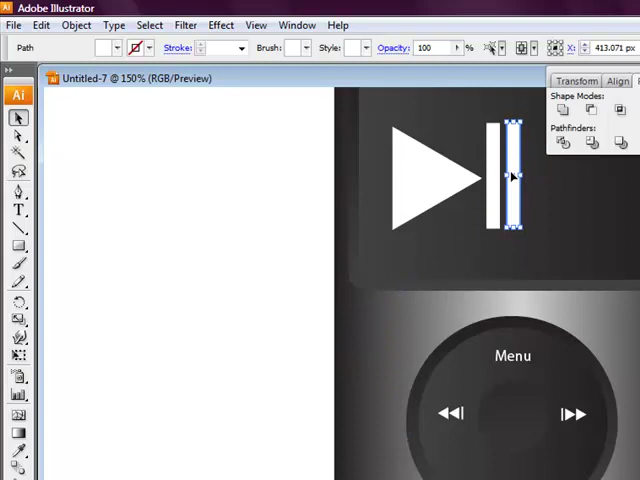 Adobe Illustrator
File Edit Object Type Select Filter Effect View Window Help
Path Stroke: Brush: Style: Opacity: 100 % X: 413.071 px
Untitled-7 @ 150% (RGB/Preview)
Transform Align
Shape Modes:
Pathfinders:
Ai
T
Menu